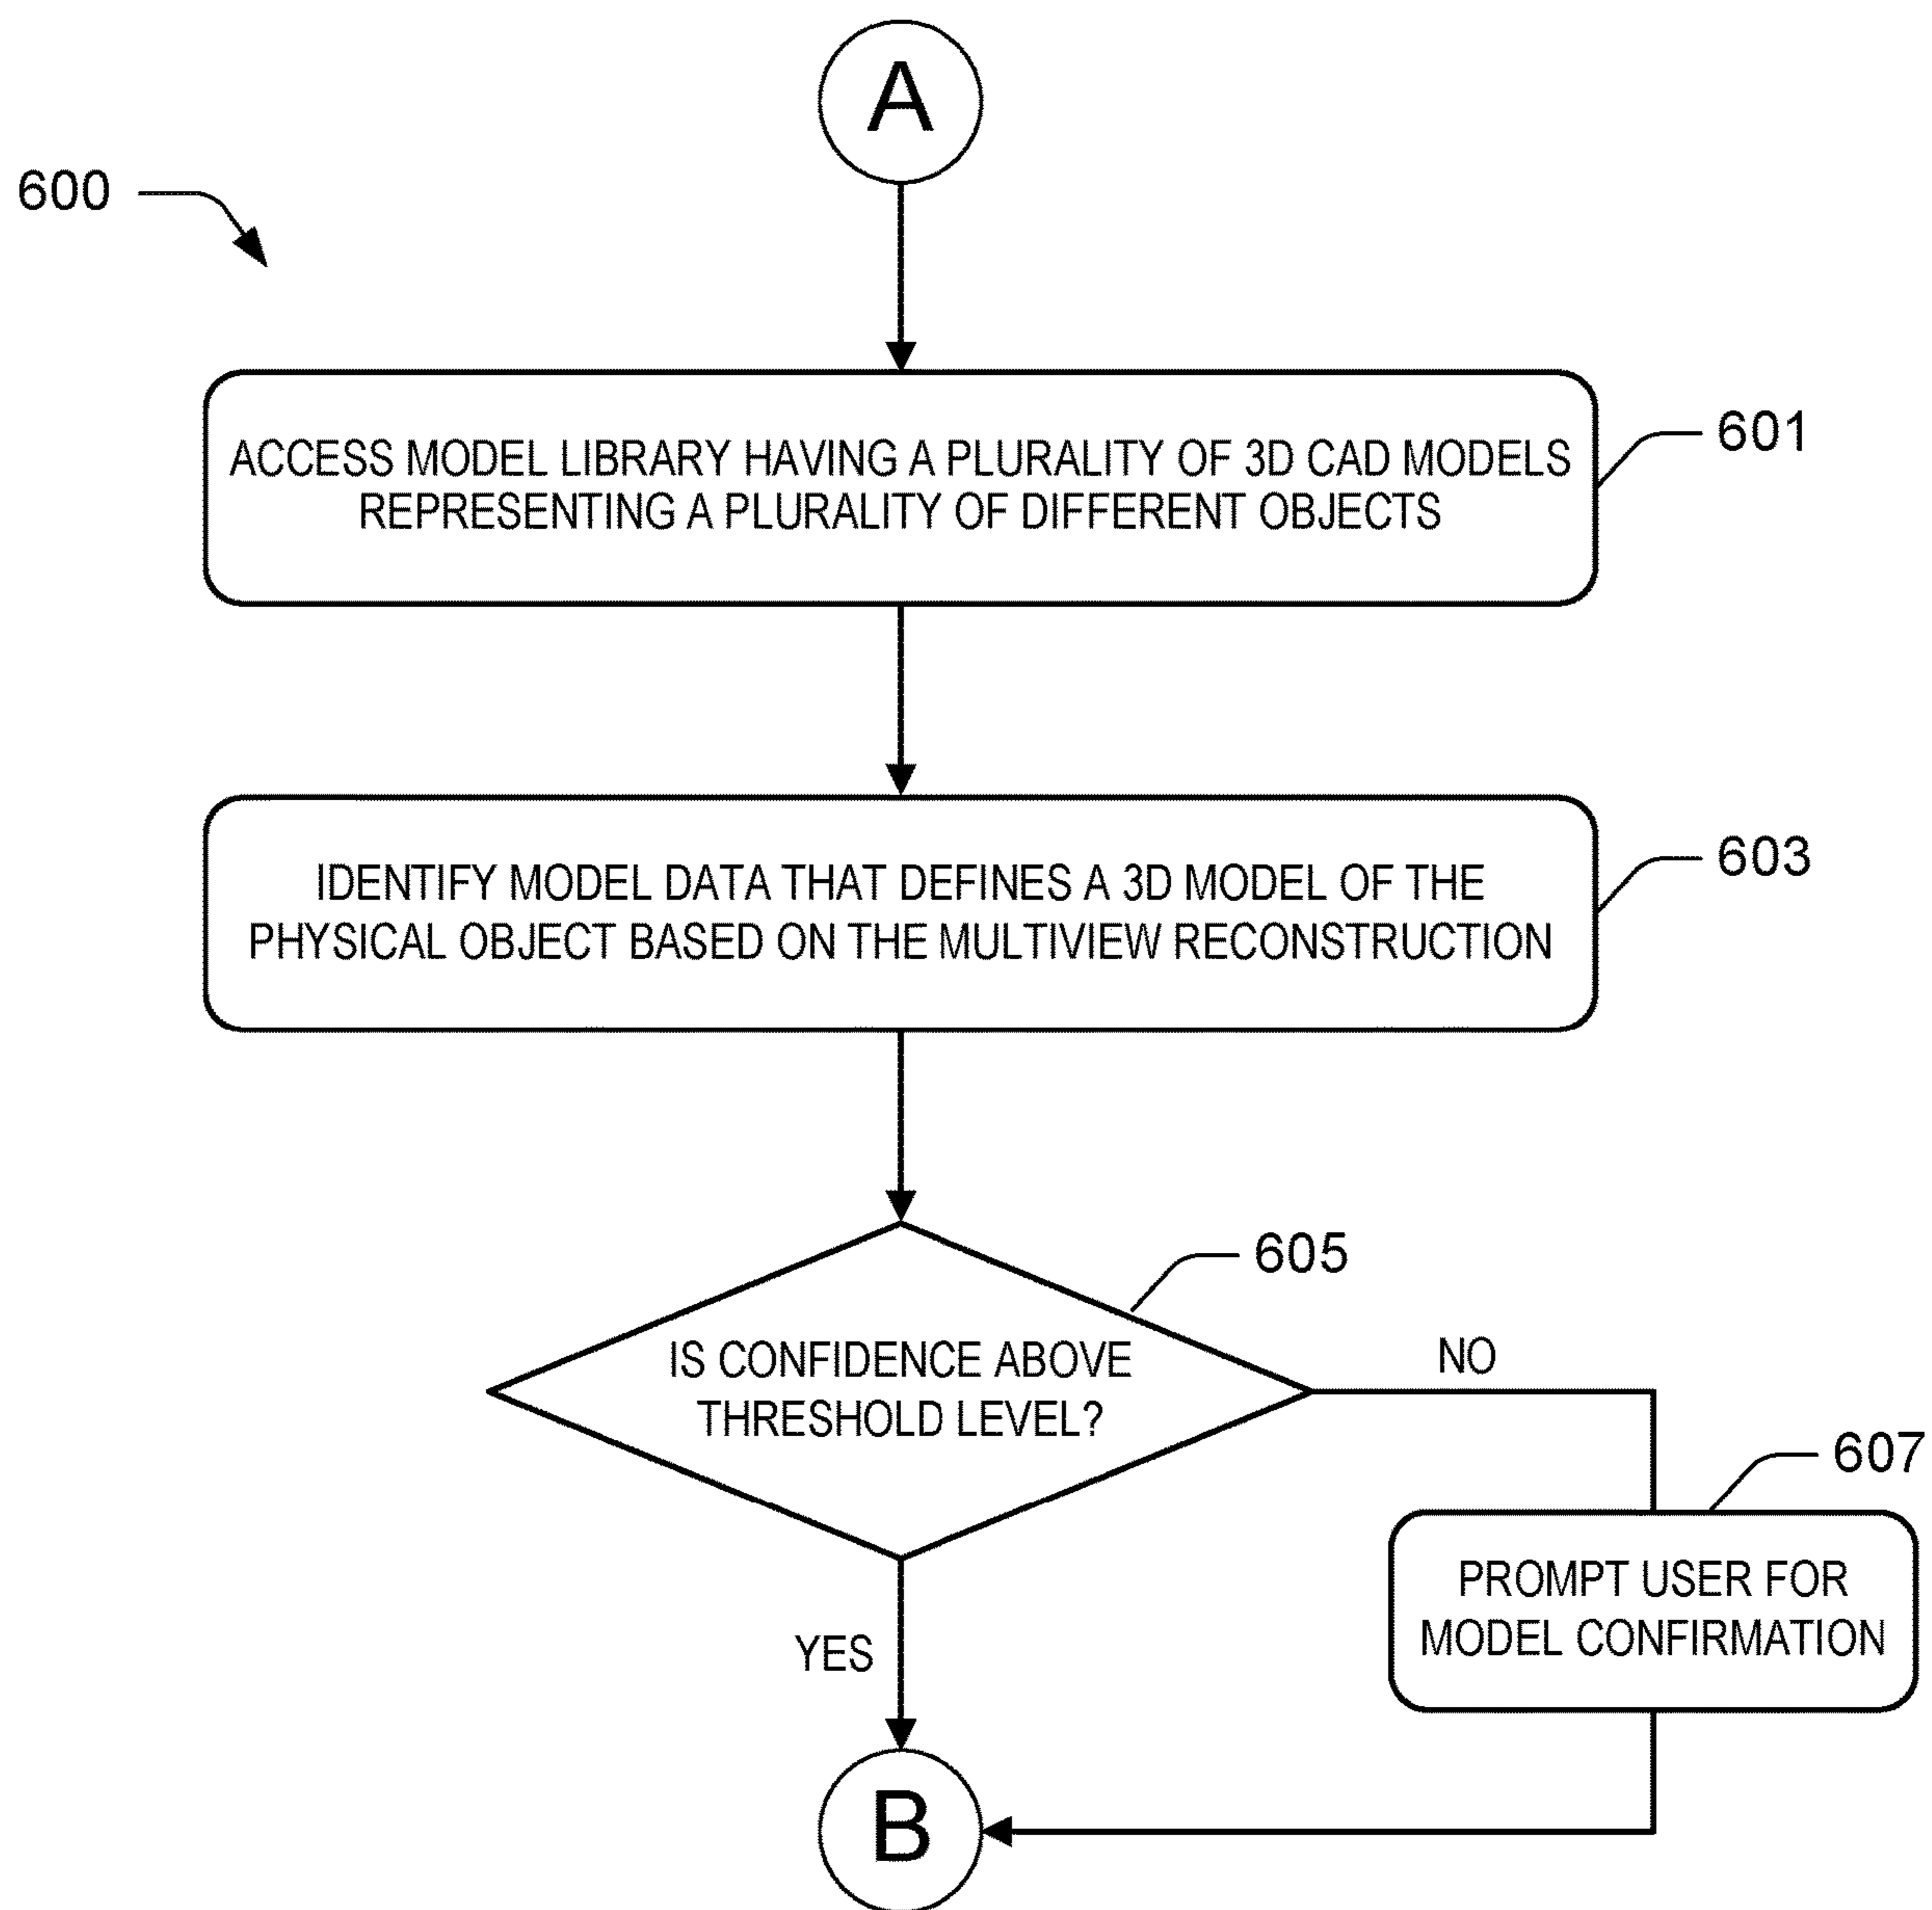 A
600
ACCESS MODEL LIBRARY HAVING A PLURALITY OF 3D CAD MODELS
REPRESENTING A PLURALITY OF DIFFERENT OBJECTS
601
IDENTIFY MODEL DATA THAT DEFINES A 3D MODEL OF THE
PHYSICAL OBJECT BASED ON THE MULTIVIEW RECONSTRUCTION
603
605
IS CONFIDENCE ABOVE
THRESHOLD LEVEL?
NO
607
PROMPT USER FOR
MODEL CONFIRMATION
YES
B